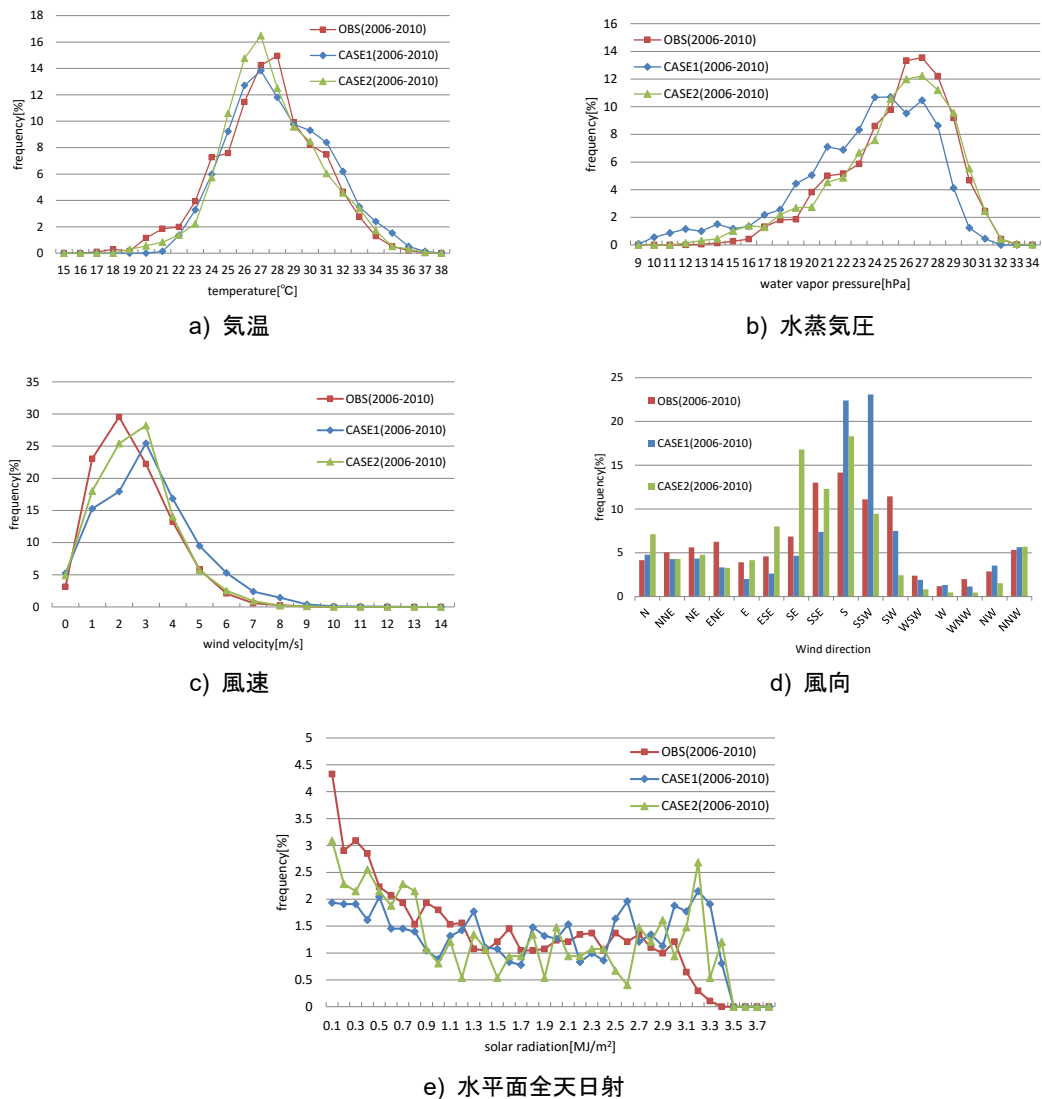 18
16
14
12
10
8
6
4
2
0
frequency[%]
OBS(2006-2010)
CASE1(2006-2010)
CASE2(2006-2010)
15 16 17 18 19 20 21 22 23 24 25 26 27 28 29 30 31 32 33 34 35 36 37 38
temperature[℃]
a) 気温
16
14
12
10
8
6
4
2
0
frequency[%]
OBS(2006-2010)
CASE1(2006-2010)
CASE2(2006-2010)
9 10 11 12 13 14 15 16 17 18 19 20 21 22 23 24 25 26 27 28 29 30 31 32 33 34
water vapor pressure[hPa]
b) 水蒸気圧
35
30
25
20
15
10
5
0
frequency[%]
OBS(2006-2010)
CASE1(2006-2010)
CASE2(2006-2010)
0 1 2 3 4 5 6 7 8 9 10 11 12 13 14
wind velocity[m/s]
c) 風速
25
20
15
10
5
0
frequency[%]
OBS(2006-2010)
CASE1(2006-2010)
CASE2(2006-2010)
N NNE NE ENE E ESE SE SSE S SSW SW WSW W WNW NW NNW
Wind direction
d) 風向
5
4.5
4
3.5
3
2.5
2
1.5
1
0.5
0
frequency[%]
OBS(2006-2010)
CASE1(2006-2010)
CASE2(2006-2010)
0.1 0.3 0.5 0.7 0.9 1.1 1.3 1.5 1.7 1.9 2.1 2.3 2.5 2.7 2.9 3.1 3.3 3.5 3.7
solar radiation[MJ/m²]
e) 水平面全天日射